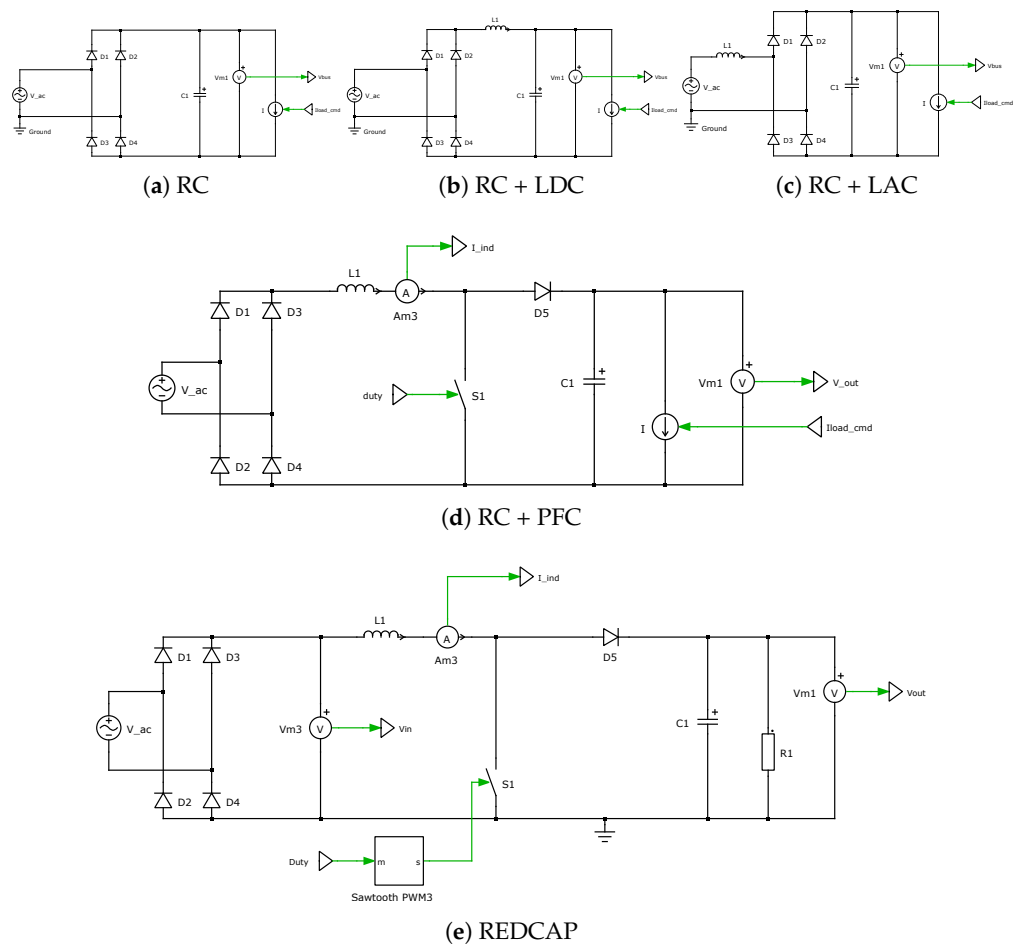 D1 D2
V_ac
C1 +
Vm1 + V
Vbus
I
Iload_cmd
Ground
D3 D4
(a) RC
L1
D1 D2
V_ac
C1 +
Vm1 + V
Vbus
I
Iload_cmd
Ground
D3 D4
(b) RC + LDC
L1
D1 D2
V_ac
C1 +
Vm1 + V
Vbus
I
Iload_cmd
Ground
D3 D4
(c) RC + LAC
I_ind
L1
A
Am3
D1 D3
D5
V_ac
duty
S1
C1 +
Vm1 + V
V_out
I
Iload_cmd
D2 D4
(d) RC + PFC
I_ind
L1
A
Am3
D1 D3
D5
V_ac
Vm3 + V
Vin
C1 +
R1
Vm1 + V
Vout
S1
D2 D4
Duty
m s
Sawtooth PWM3
(e) REDCAP